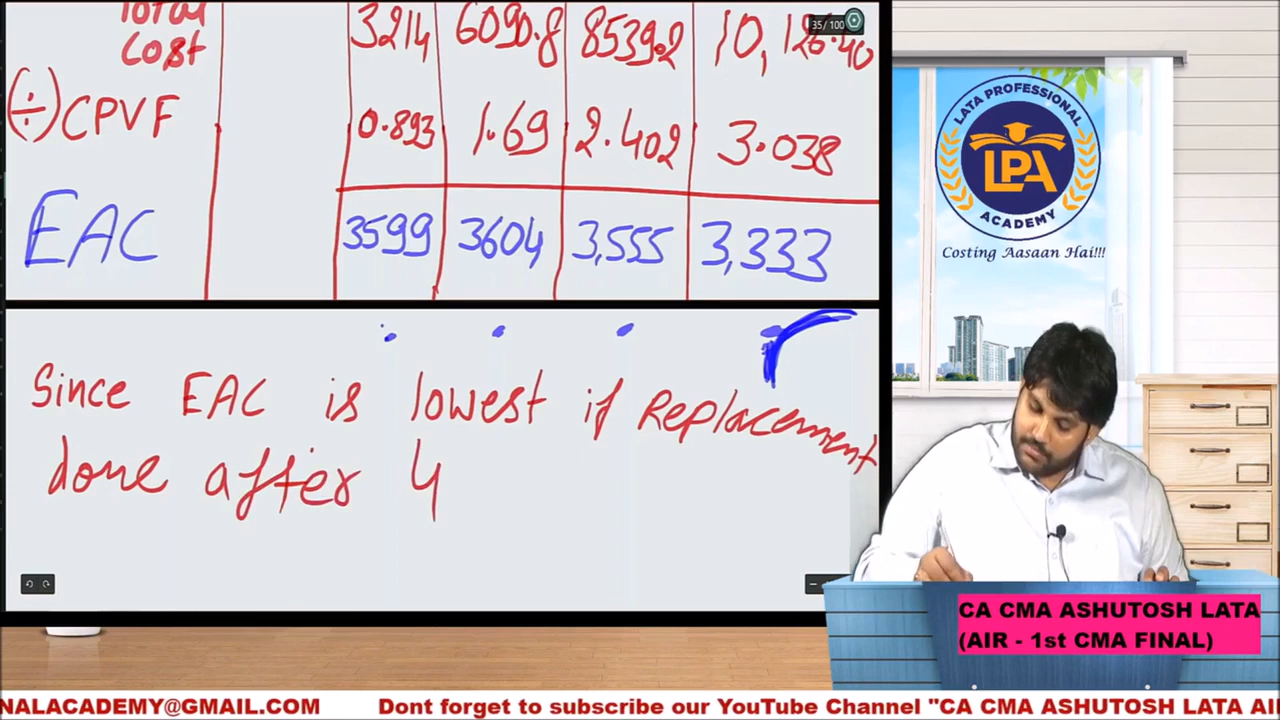 Total 3214 6090.8 8539.2 10,126.40
cost
35/100
(÷) CPVF 0.893 1.69 2.402 3.038
EAC 3599 3604 3,555 3,333
Since EAC is lowest if Replacement
done after 4
LATA PROFESSIONAL
LPA
ACADEMY
Costing Aasaan Hai!!!
CA CMA ASHUTOSH LATA
(AIR - 1st CMA FINAL)
NALACADEMY@GMAIL.COM Dont forget to subscribe our YouTube Channel "CA CMA ASHUTOSH LATA AI